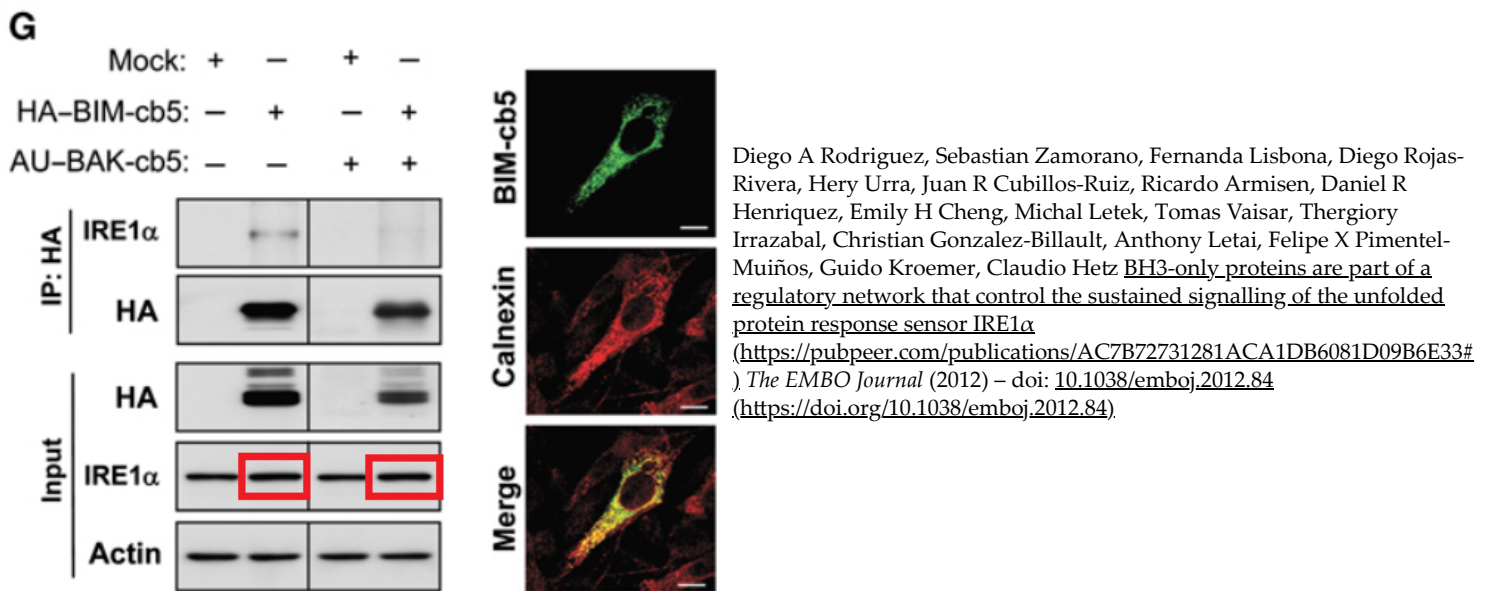 G
Mock: + – + –
HA–BIM-cb5: – + – +
AU–BAK-cb5: – – + +
IP: HA
IRE1α
HA
Input
HA
IRE1α
Actin
BIM-cb5
Calnexin
Merge
Diego A Rodriguez, Sebastian Zamorano, Fernanda Lisbona, Diego Rojas-
Rivera, Hery Urra, Juan R Cubillos-Ruiz, Ricardo Armisen, Daniel R
Henriquez, Emily H Cheng, Michal Letek, Tomas Vaisar, Thergiory
Irrazabal, Christian Gonzalez-Billault, Anthony Letai, Felipe X Pimentel-
Muiños, Guido Kroemer, Claudio Hetz BH3-only proteins are part of a
regulatory network that control the sustained signalling of the unfolded
protein response sensor IRE1α
(https://pubpeer.com/publications/AC7B72731281ACA1DB6081D09B6E33#
) The EMBO Journal (2012) – doi: 10.1038/emboj.2012.84
(https://doi.org/10.1038/emboj.2012.84)